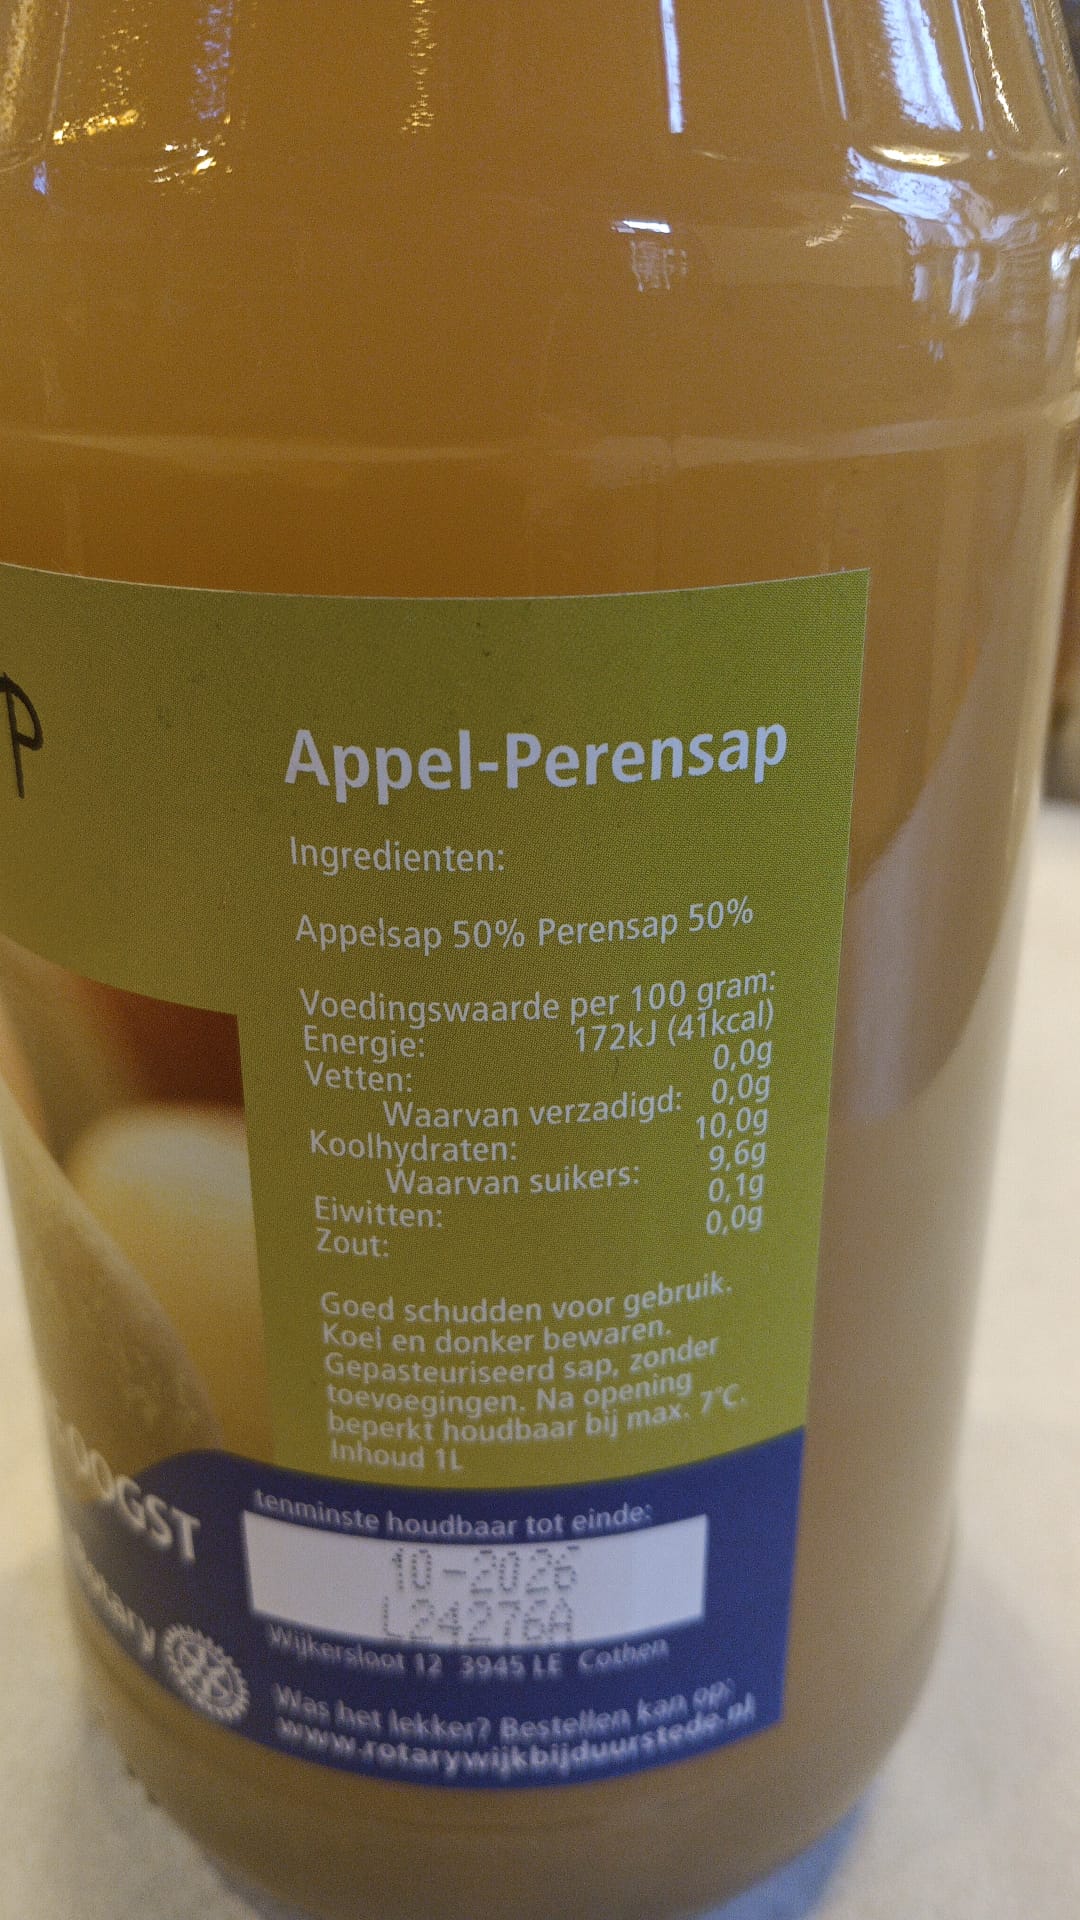 P
Appel-Perensap
Ingredienten:
Appelsap 50% Perensap 50%
Voedingswaarde per 100 gram:
Energie: 172kJ (41kcal)
Vetten: 0,0g
Waarvan verzadigd: 0,0g
Koolhydraten: 10,0g
Waarvan suikers: 9,6g
Eiwitten: 0,1g
Zout: 0,0g
Goed schudden voor gebruik.
Koel en donker bewaren.
Gepasteuriseerd sap, zonder
toevoegingen. Na opening
beperkt houdbaar bij max. 7°C.
Inhoud 1L
OOGST
otary
tenminste houdbaar tot einde:
10-2026
L24276A
Wijkersloot 12 3945 LE Cothen
Was het lekker? Bestellen kan op:
www.rotarywijkbijduurstede.nl